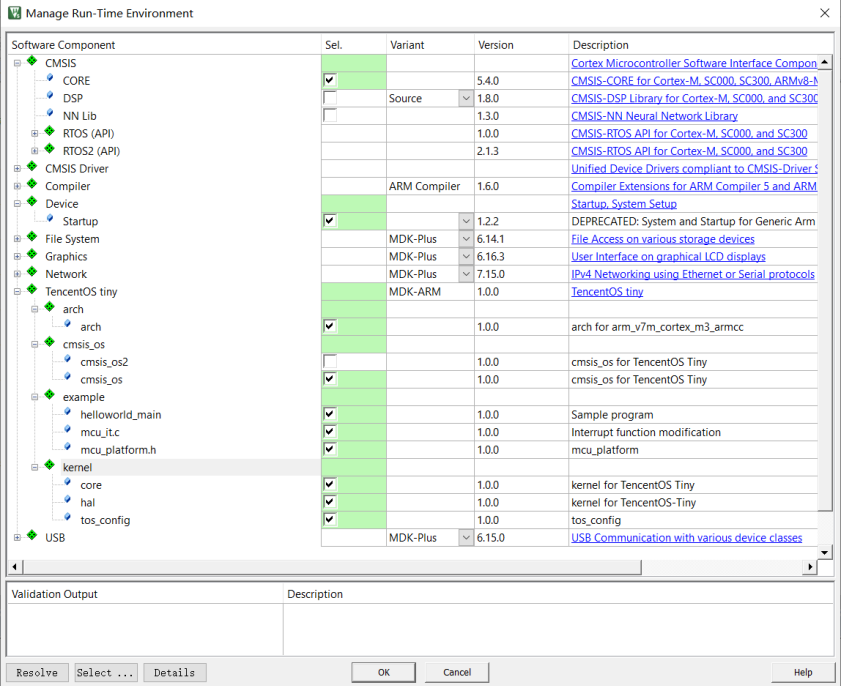 Manage Run-Time Environment
Software Component Sel. Variant Version Description
CMSIS Cortex Microcontroller Software Interface Compon
CORE 5.4.0 CMSIS-CORE for Cortex-M, SC000, SC300, ARMv8-M
DSP Source 1.8.0 CMSIS-DSP Library for Cortex-M, SC000, and SC300
NN Lib 1.3.0 CMSIS-NN Neural Network Library
RTOS (API) 1.0.0 CMSIS-RTOS API for Cortex-M, SC000, and SC300
RTOS2 (API) 2.1.3 CMSIS-RTOS API for Cortex-M, SC000, and SC300
CMSIS Driver Unified Device Drivers compliant to CMSIS-Driver S
Compiler ARM Compiler 1.6.0 Compiler Extensions for ARM Compiler 5 and ARM
Device Startup, System Setup
Startup 1.2.2 DEPRECATED: System and Startup for Generic Arm
File System MDK-Plus 6.14.1 File Access on various storage devices
Graphics MDK-Plus 6.16.3 User Interface on graphical LCD displays
Network MDK-Plus 7.15.0 IPv4 Networking using Ethernet or Serial protocols
TencentOS tiny MDK-ARM 1.0.0 TencentOS tiny
arch
arch 1.0.0 arch for arm_v7m_cortex_m3_armcc
cmsis_os
cmsis_os2 1.0.0 cmsis_os for TencentOS Tiny
cmsis_os 1.0.0 cmsis_os for TencentOS Tiny
example
helloworld_main 1.0.0 Sample program
mcu_it.c 1.0.0 Interrupt function modification
mcu_platform.h 1.0.0 mcu_platform
kernel
core 1.0.0 kernel for TencentOS Tiny
hal 1.0.0 kernel for TencentOS-Tiny
tos_config 1.0.0 tos_config
USB MDK-Plus 6.15.0 USB Communication with various device classes
Validation Output Description
Resolve Select ... Details OK Cancel Help